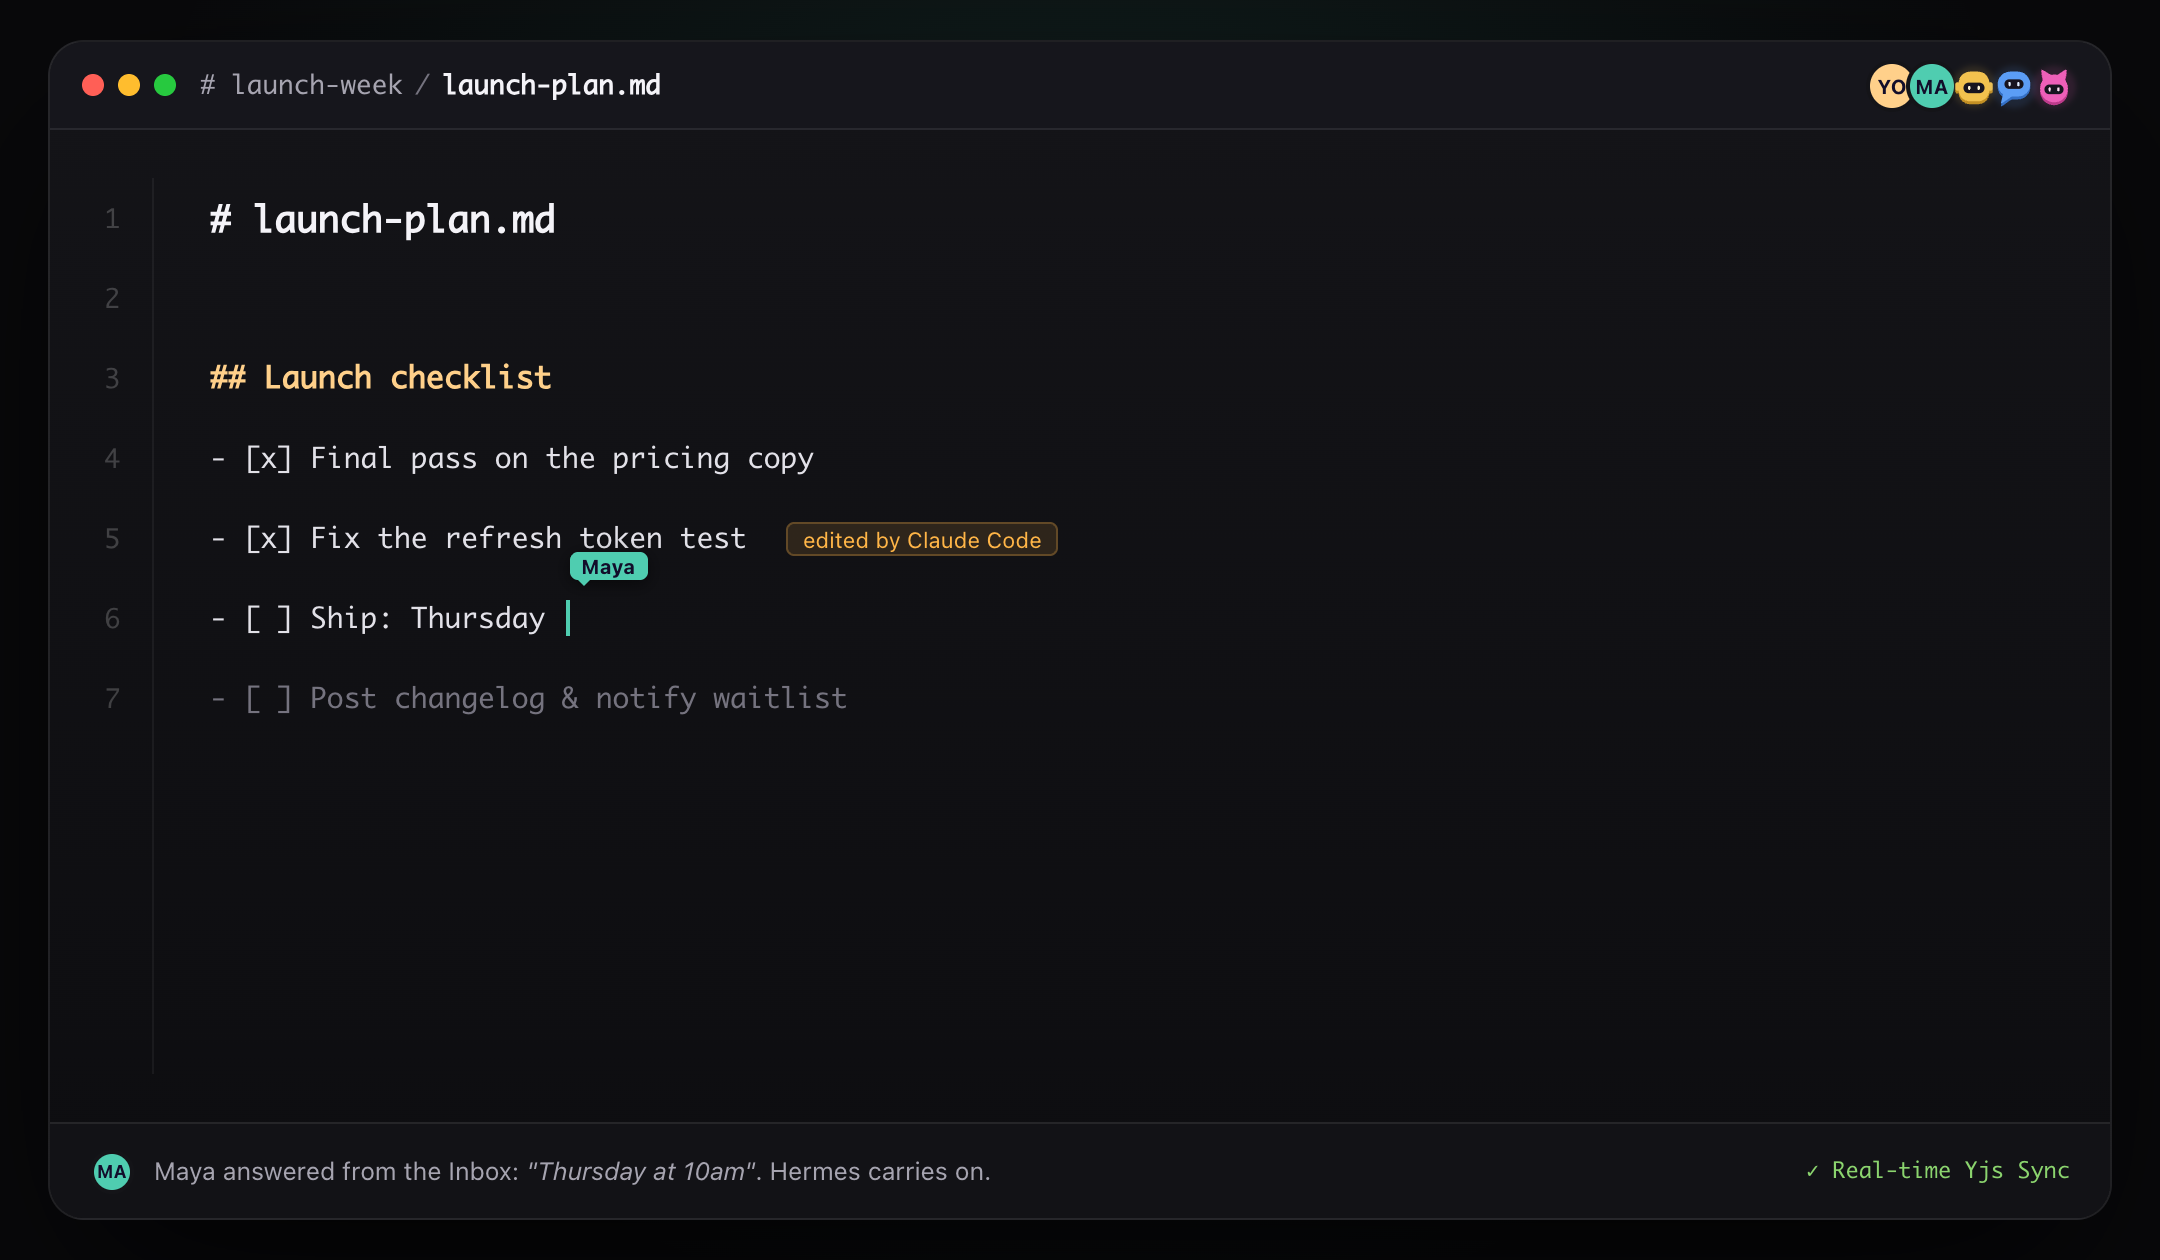 # launch-week / launch-plan.md
YO MA
1 # launch-plan.md
2
3 ## Launch checklist
4 - [x] Final pass on the pricing copy
5 - [x] Fix the refresh token test edited by Claude Code
Maya
6 - [ ] Ship: Thursday
7 - [ ] Post changelog & notify waitlist
MA Maya answered from the Inbox: "Thursday at 10am". Hermes carries on.
✓ Real-time Yjs Sync